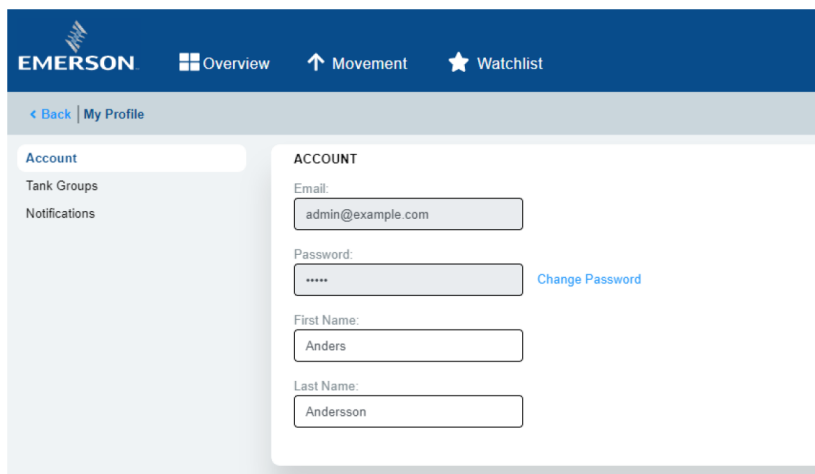 EMERSON
Overview
Movement
Watchlist
Back
My Profile
Account
Tank Groups
Notifications
ACCOUNT
Email:
admin@example.com
Password:
•••••
Change Password
First Name:
Anders
Last Name:
Andersson